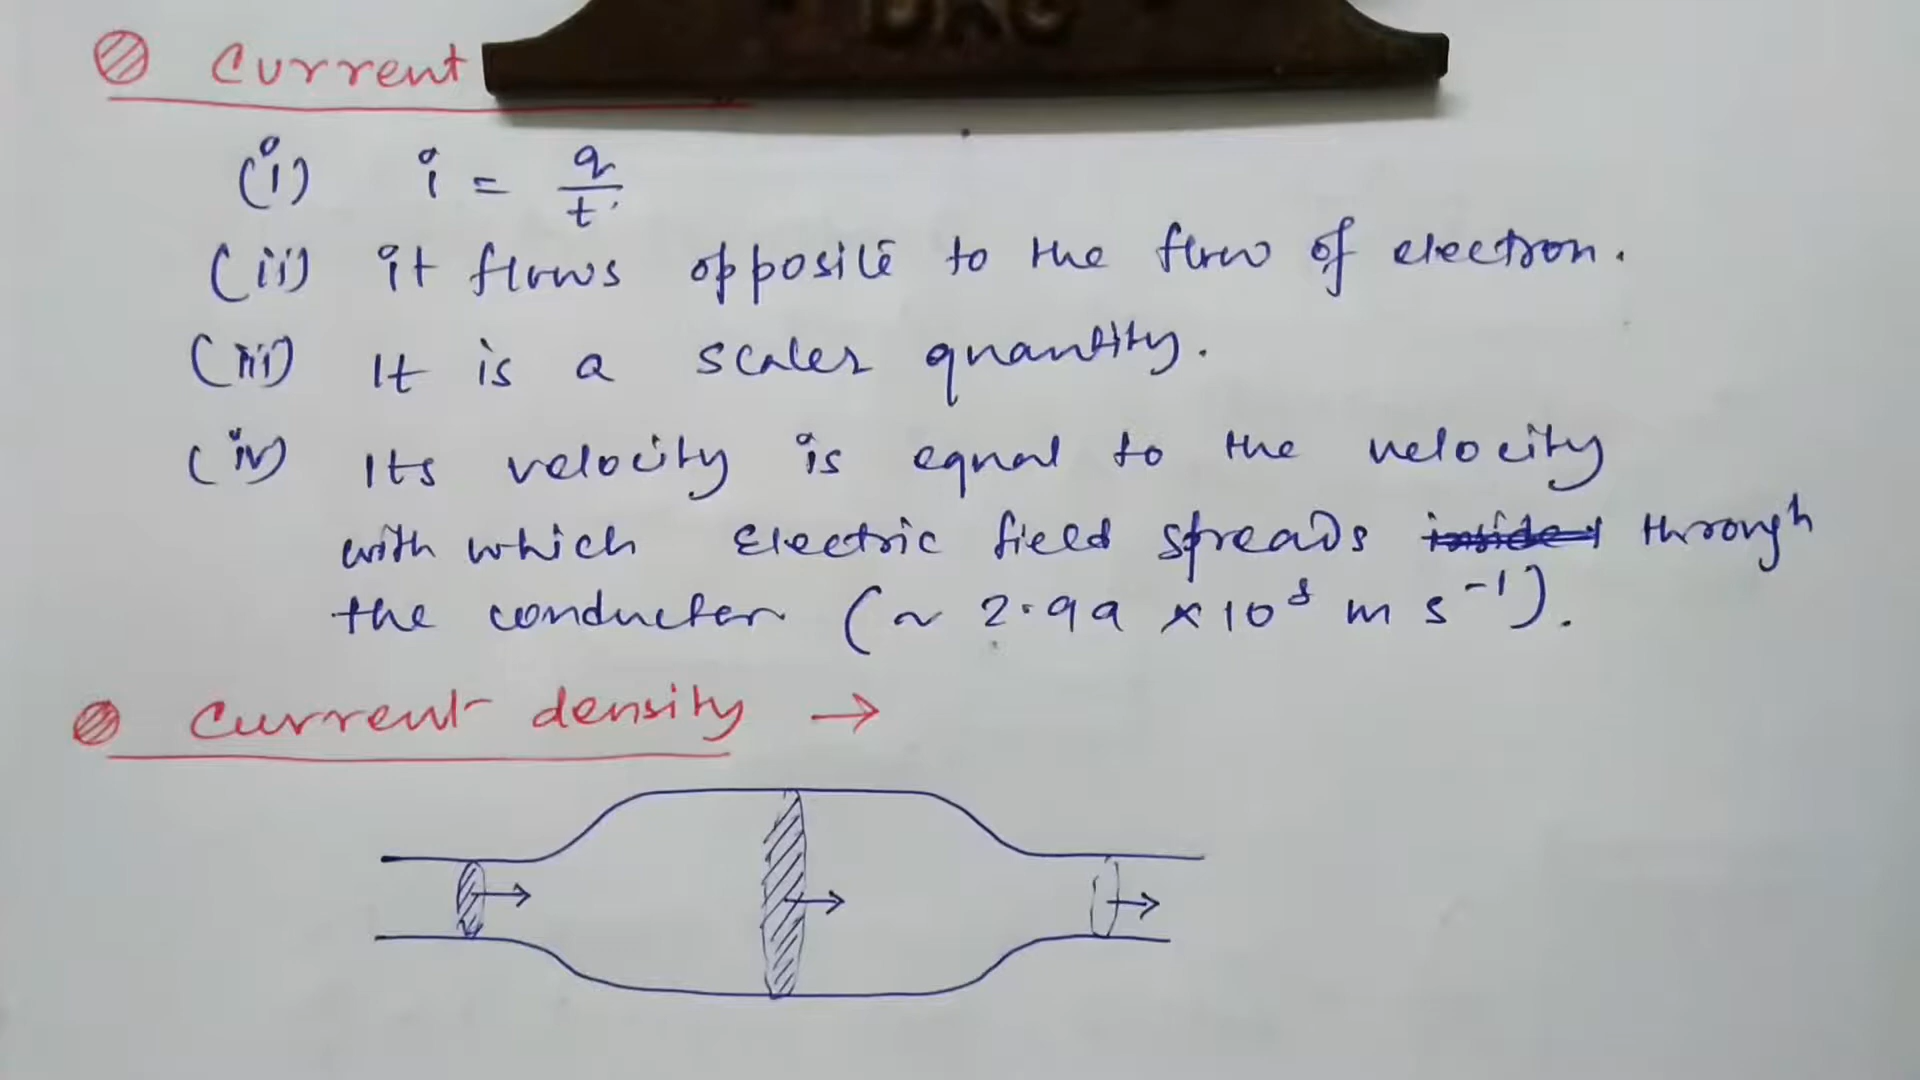 Current
(i) i = q/t
(ii) it flows opposite to the flow of electron.
(iii) It is a scaler quantity.
(iv) Its velocity is equal to the velocity
with which Electric field spreads through
the conductor (~ 2.99 × 10⁸ m s⁻¹).
Current density →